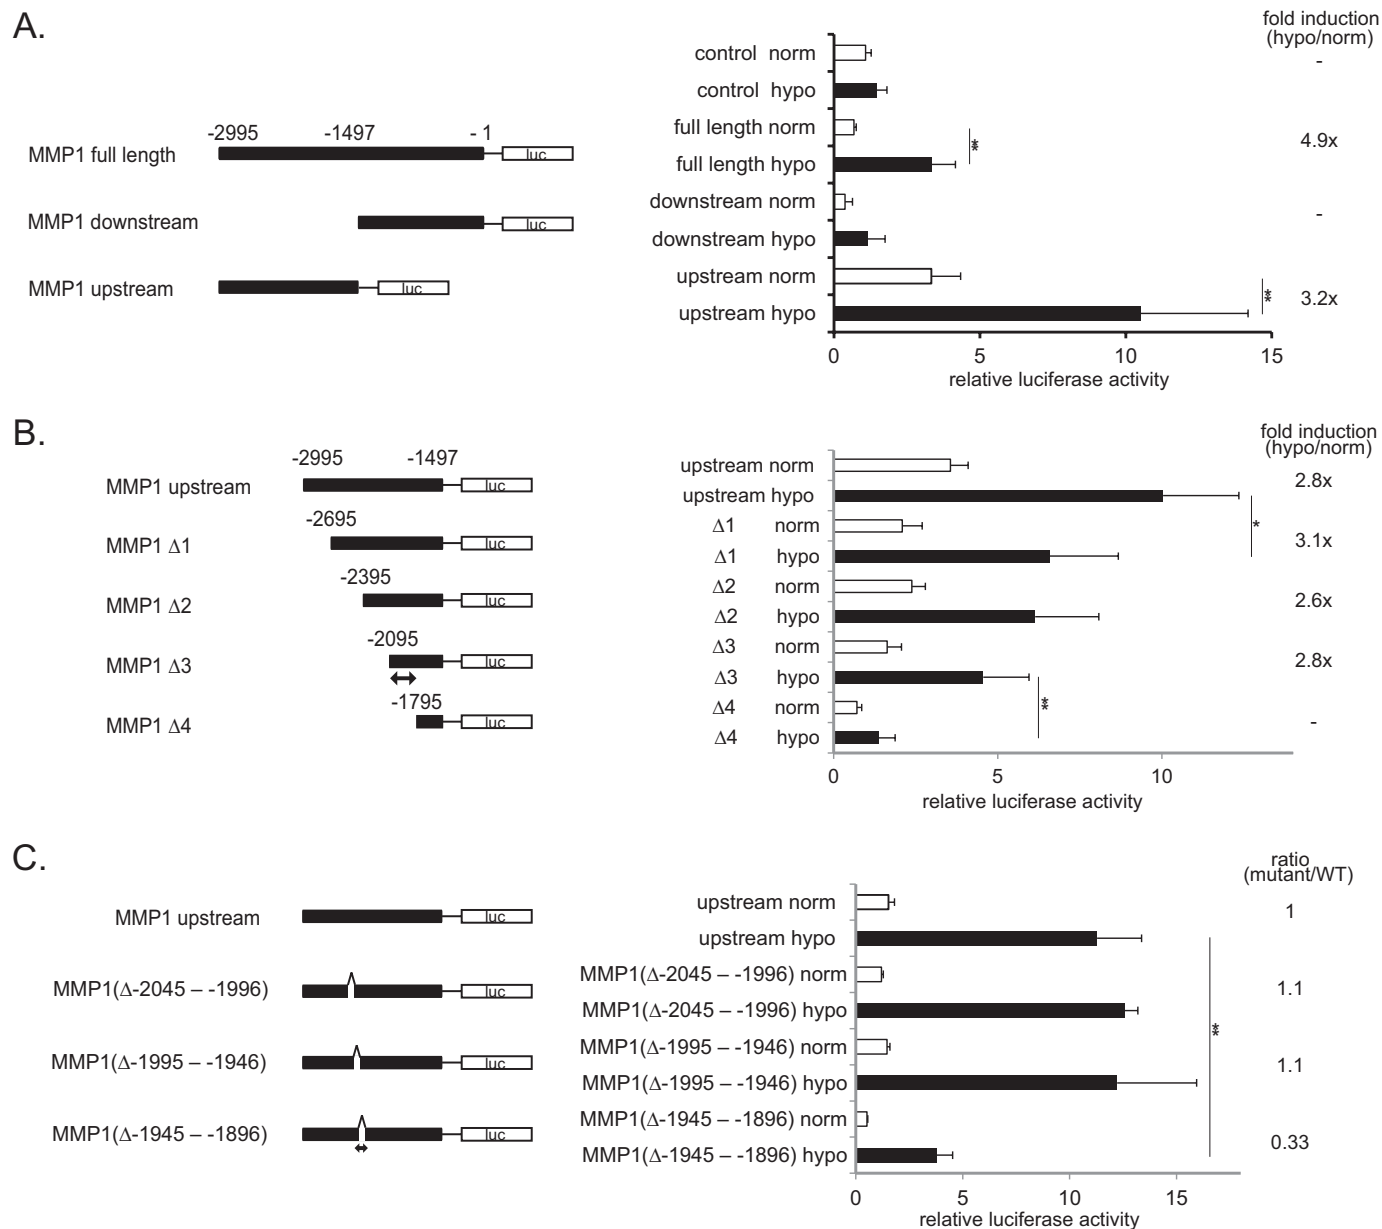 A.
fold induction
(hypo/norm)
control norm
-
control hypo
-2995 -1497 - 1
full length norm
**
4.9x
MMP1 full length
luc
full length hypo
downstream norm
-
MMP1 downstream
luc
downstream hypo
upstream norm
**
3.2x
MMP1 upstream
luc
upstream hypo
0 5 10 15
relative luciferase activity
B.
fold induction
(hypo/norm)
-2995 -1497
upstream norm
2.8x
MMP1 upstream
luc
upstream hypo
*
-2695
Δ1 norm
3.1x
MMP1 Δ1
luc
Δ1 hypo
-2395
Δ2 norm
2.6x
MMP1 Δ2
luc
Δ2 hypo
-2095
Δ3 norm
2.8x
MMP1 Δ3
luc
Δ3 hypo
**
-1795
Δ4 norm
-
MMP1 Δ4
luc
Δ4 hypo
0 5 10
relative luciferase activity
C.
ratio
(mutant/WT)
upstream norm
1
MMP1 upstream
luc
upstream hypo
MMP1(Δ-2045 – -1996) norm
1.1
MMP1(Δ-2045 – -1996)
luc
MMP1(Δ-2045 – -1996) hypo
**
MMP1(Δ-1995 – -1946) norm
1.1
MMP1(Δ-1995 – -1946)
luc
MMP1(Δ-1995 – -1946) hypo
MMP1(Δ-1945 – -1896) norm
0.33
MMP1(Δ-1945 – -1896)
luc
MMP1(Δ-1945 – -1896) hypo
0 5 10 15
relative luciferase activity